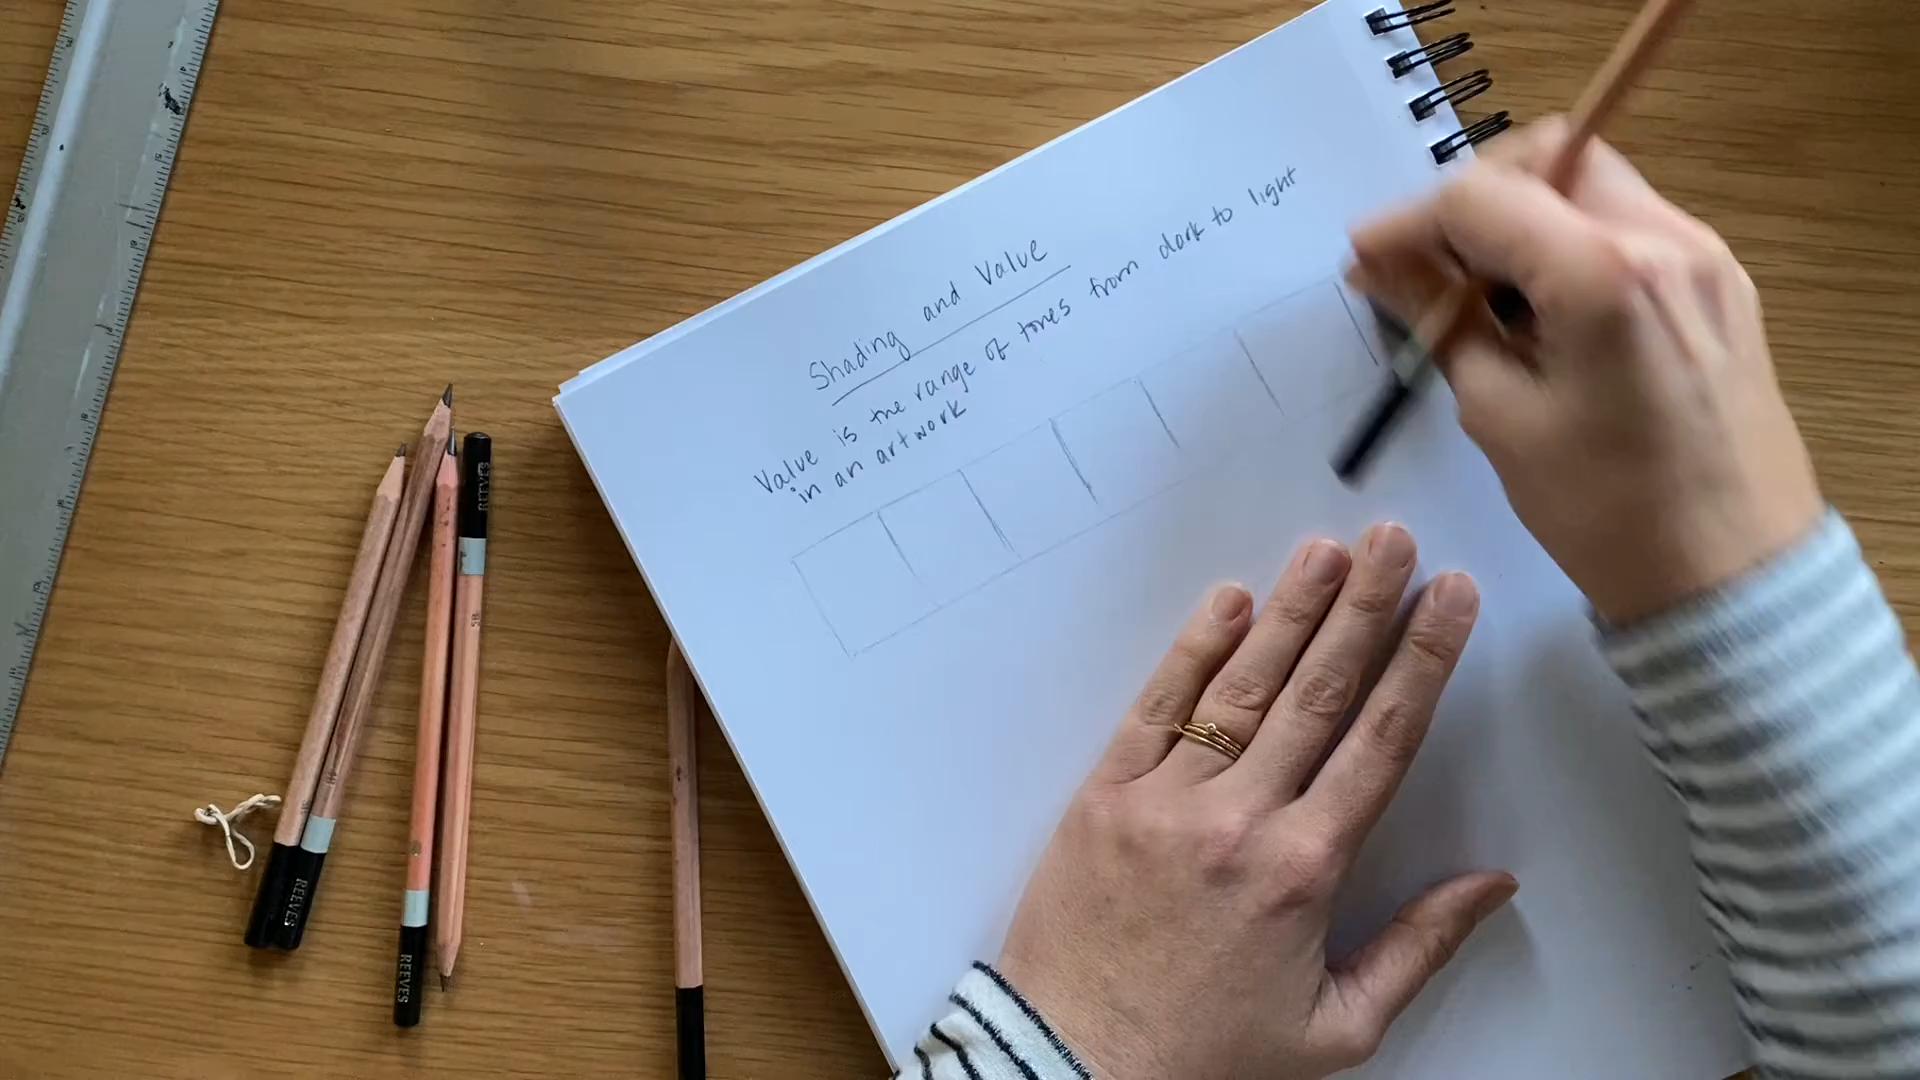 Shading and Value
Value is the range of tones from dark to light
in an artwork
REEVES
REEVES
REEVES
5B